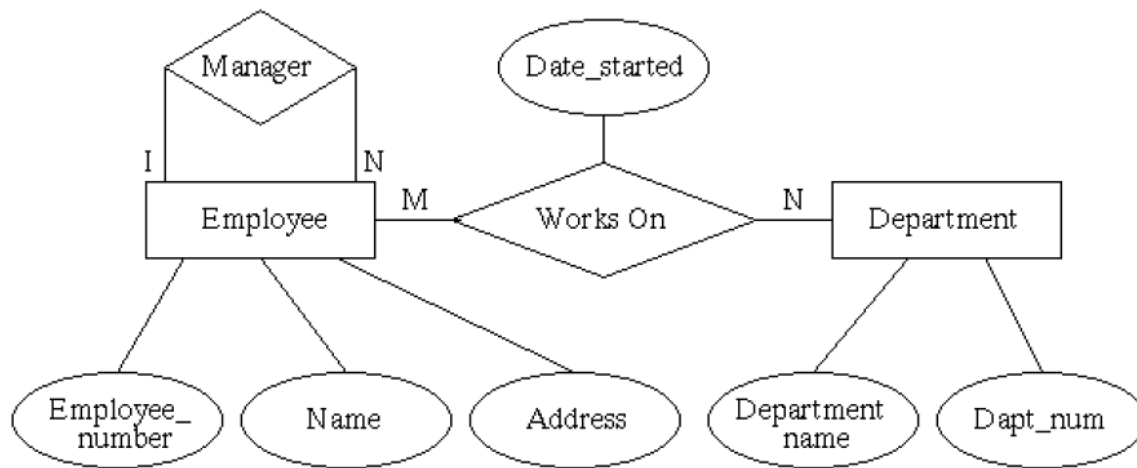 Manager
Date_started
I
N
Employee
M
Works On
N
Department
Employee_
number
Name
Address
Department
name
Dapt_num